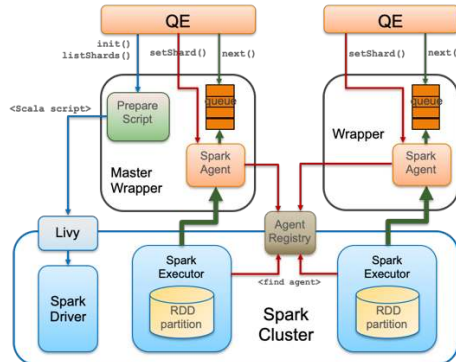 QE
QE
init()
listShards()
setShard()
next()
setShard()
next()
<Scala script>
Prepare
Script
queue
queue
Master
Wrapper
Spark
Agent
Wrapper
Spark
Agent
Livy
Agent
Registry
Spark
Driver
Spark
Executor
RDD
partition
<find agent>
Spark
Cluster
Spark
Executor
RDD
partition